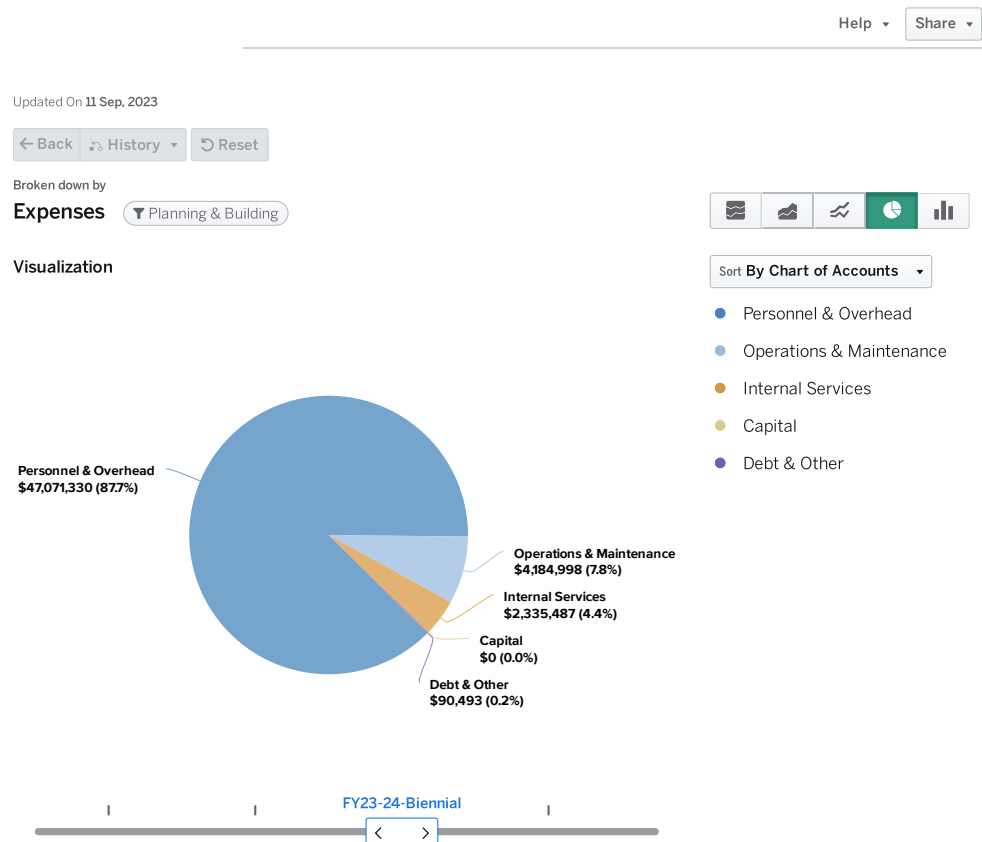 Help
Share
Updated On 11 Sep, 2023
Back
History
Reset
Broken down by
Expenses
Planning & Building
Visualization
Sort By Chart of Accounts
Personnel & Overhead
Operations & Maintenance
Internal Services
Capital
Debt & Other
Personnel & Overhead
$47,071,330 (87.7%)
Operations & Maintenance
$4,184,998 (7.8%)
Internal Services
$2,335,487 (4.4%)
Capital
$0 (0.0%)
Debt & Other
$90,493 (0.2%)
FY23-24-Biennial